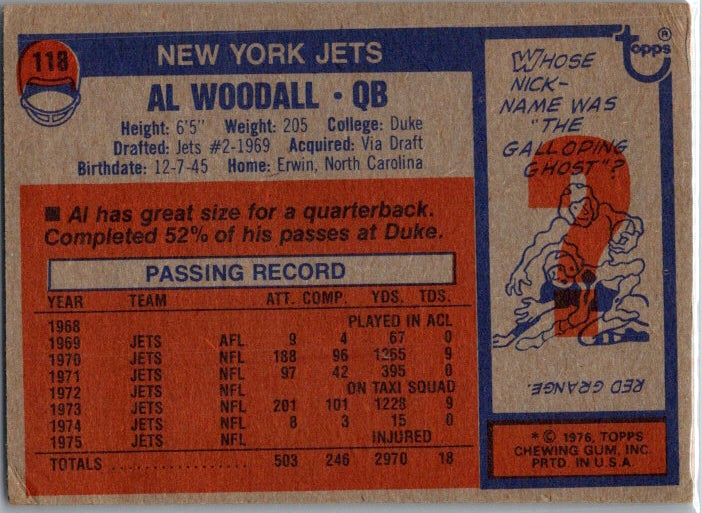 118
NEW YORK JETS
AL WOODALL · QB
Height: 6'5" Weight: 205 College: Duke
Drafted: Jets #2-1969 Acquired: Via Draft
Birthdate: 12-7-45 Home: Erwin, North Carolina
Al has great size for a quarterback.
Completed 52% of his passes at Duke.
PASSING RECORD
YEAR TEAM ATT. COMP. YDS. TDS.
1968 PLAYED IN ACL
1969 JETS AFL 9 4 67 0
1970 JETS NFL 188 96 1265 9
1971 JETS NFL 97 42 395 0
1972 JETS NFL ON TAXI SQUAD
1973 JETS NFL 201 101 1228 9
1974 JETS NFL 8 3 15 0
1975 JETS NFL INJURED
TOTALS .................... 503 246 2970 18
topps ®
WHOSE
NICK-
NAME WAS
"THE
GALLOPING
GHOST"?
?
RED GRANGE.
* © 1976, TOPPS
CHEWING GUM, INC.
PRTD. IN U.S.A.